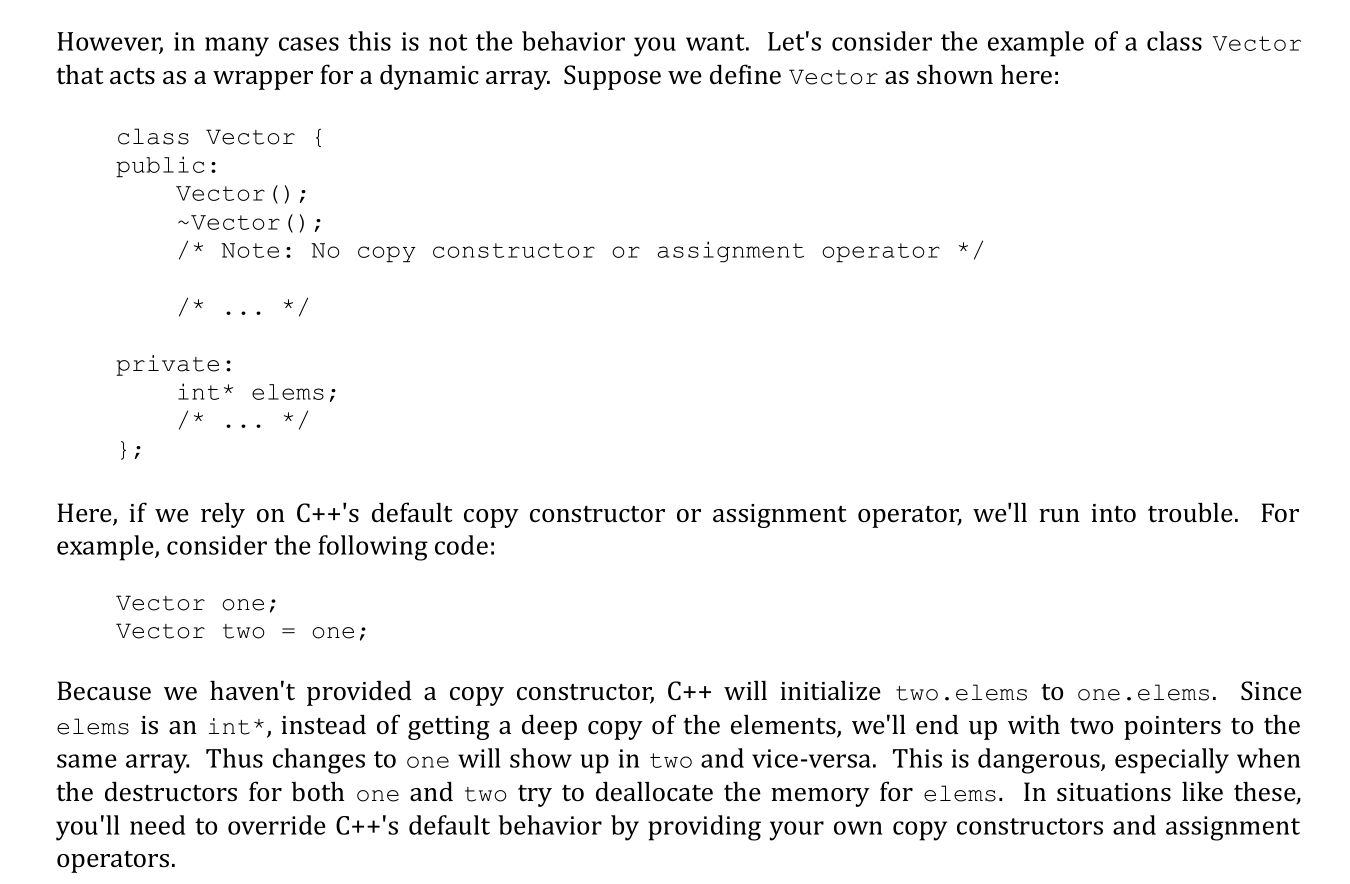 However, in many cases this is not the behavior you want.  Let's consider the example of a class Vector
that acts as a wrapper for a dynamic array.  Suppose we define Vector as shown here:
class Vector {
public:
    Vector();
    ~Vector();
    /* Note: No copy constructor or assignment operator */
    /* ... */
private:
    int* elems;
    /* ... */
};
Here, if we rely on C++'s default copy constructor or assignment operator, we'll run into trouble.  For
example, consider the following code:
Vector one;
Vector two = one;
Because we haven't provided a copy constructor, C++ will initialize two.elems to one.elems.  Since
elems is an int*, instead of getting a deep copy of the elements, we'll end up with two pointers to the
same array.  Thus changes to one will show up in two and vice-versa.  This is dangerous, especially when
the destructors for both one and two try to deallocate the memory for elems.  In situations like these,
you'll need to override C++'s default behavior by providing your own copy constructors and assignment
operators.